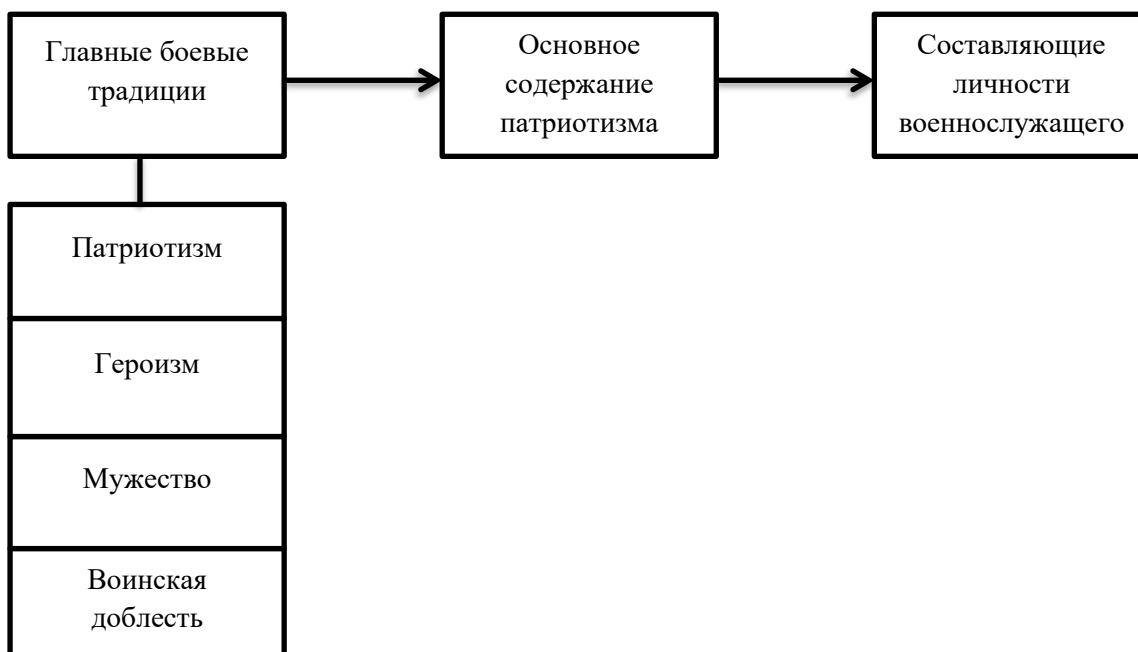 Главные боевые
традиции
Основное
содержание
патриотизма
Составляющие
личности
военнослужащего
Патриотизм
Героизм
Мужество
Воинская
доблесть